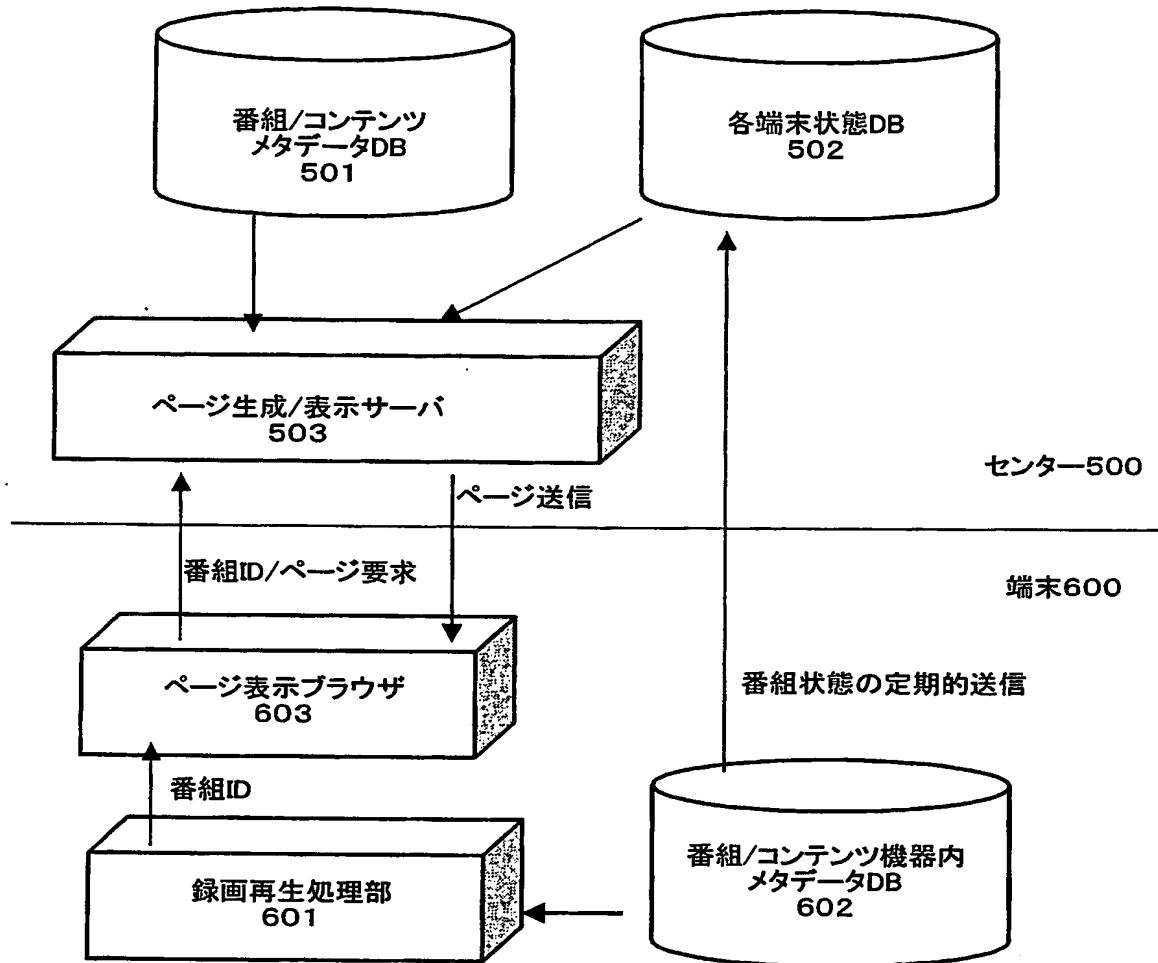 番組/コンテンツ
メタデータDB
501
各端末状態DB
502
ページ生成/表示サーバ
503
センター500
ページ送信
番組ID/ページ要求
端末600
ページ表示ブラウザ
603
番組状態の定期的送信
番組ID
録画再生処理部
601
番組/コンテンツ機器内
メタデータDB
602